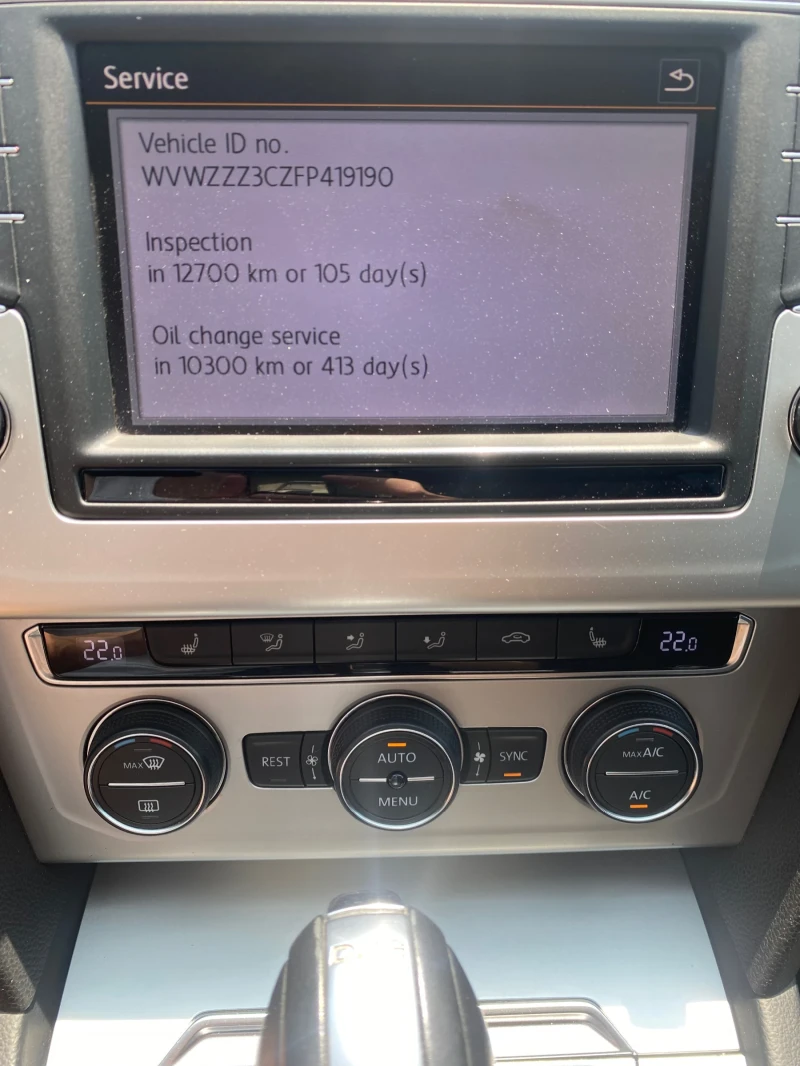 Service
Vehicle ID no.
WVWZZZ3CZFP419190
Inspection
in 12700 km or 105 day(s)
Oil change service
in 10300 km or 413 day(s)
22.0
22.0
MAX
REST
AUTO
MENU
SYNC
MAX A/C
A/C